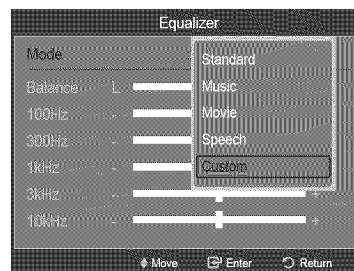 Equalizer
Mode
Standard
Balance L
Music
100Hz -
Movie
300Hz -
Speech
1kHz -
Custom
3kHz - +
10kHz - +
Move Enter Return